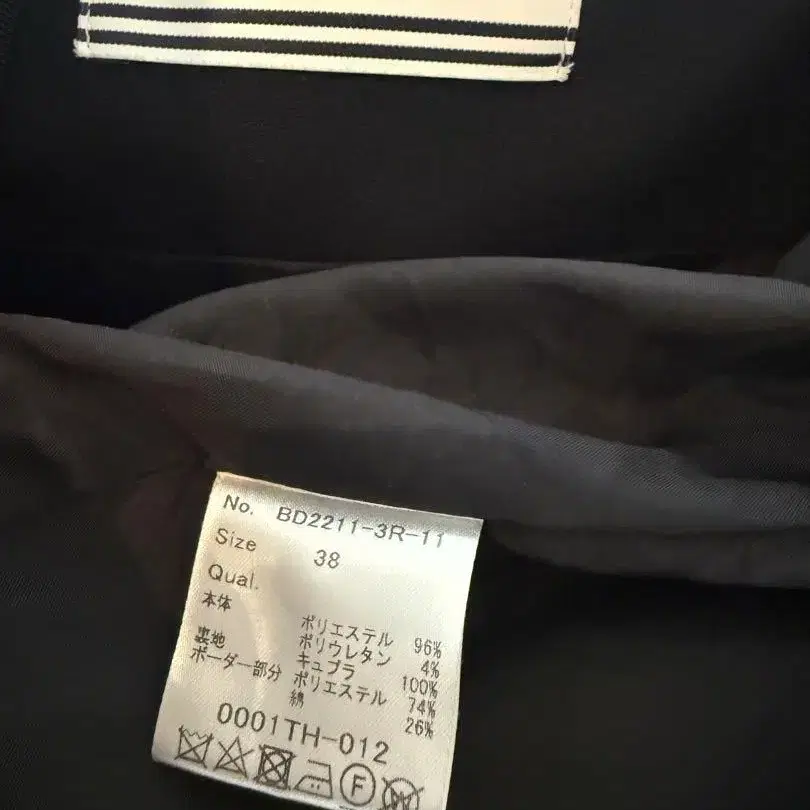 No. BD2211-3R-11
Size 38
Qual.
本体 ポリエステル 96%
ポリウレタン 4%
裏地 キュプラ 100%
ボーダー部分 ポリエステル 74%
綿 26%
0001TH-012
F